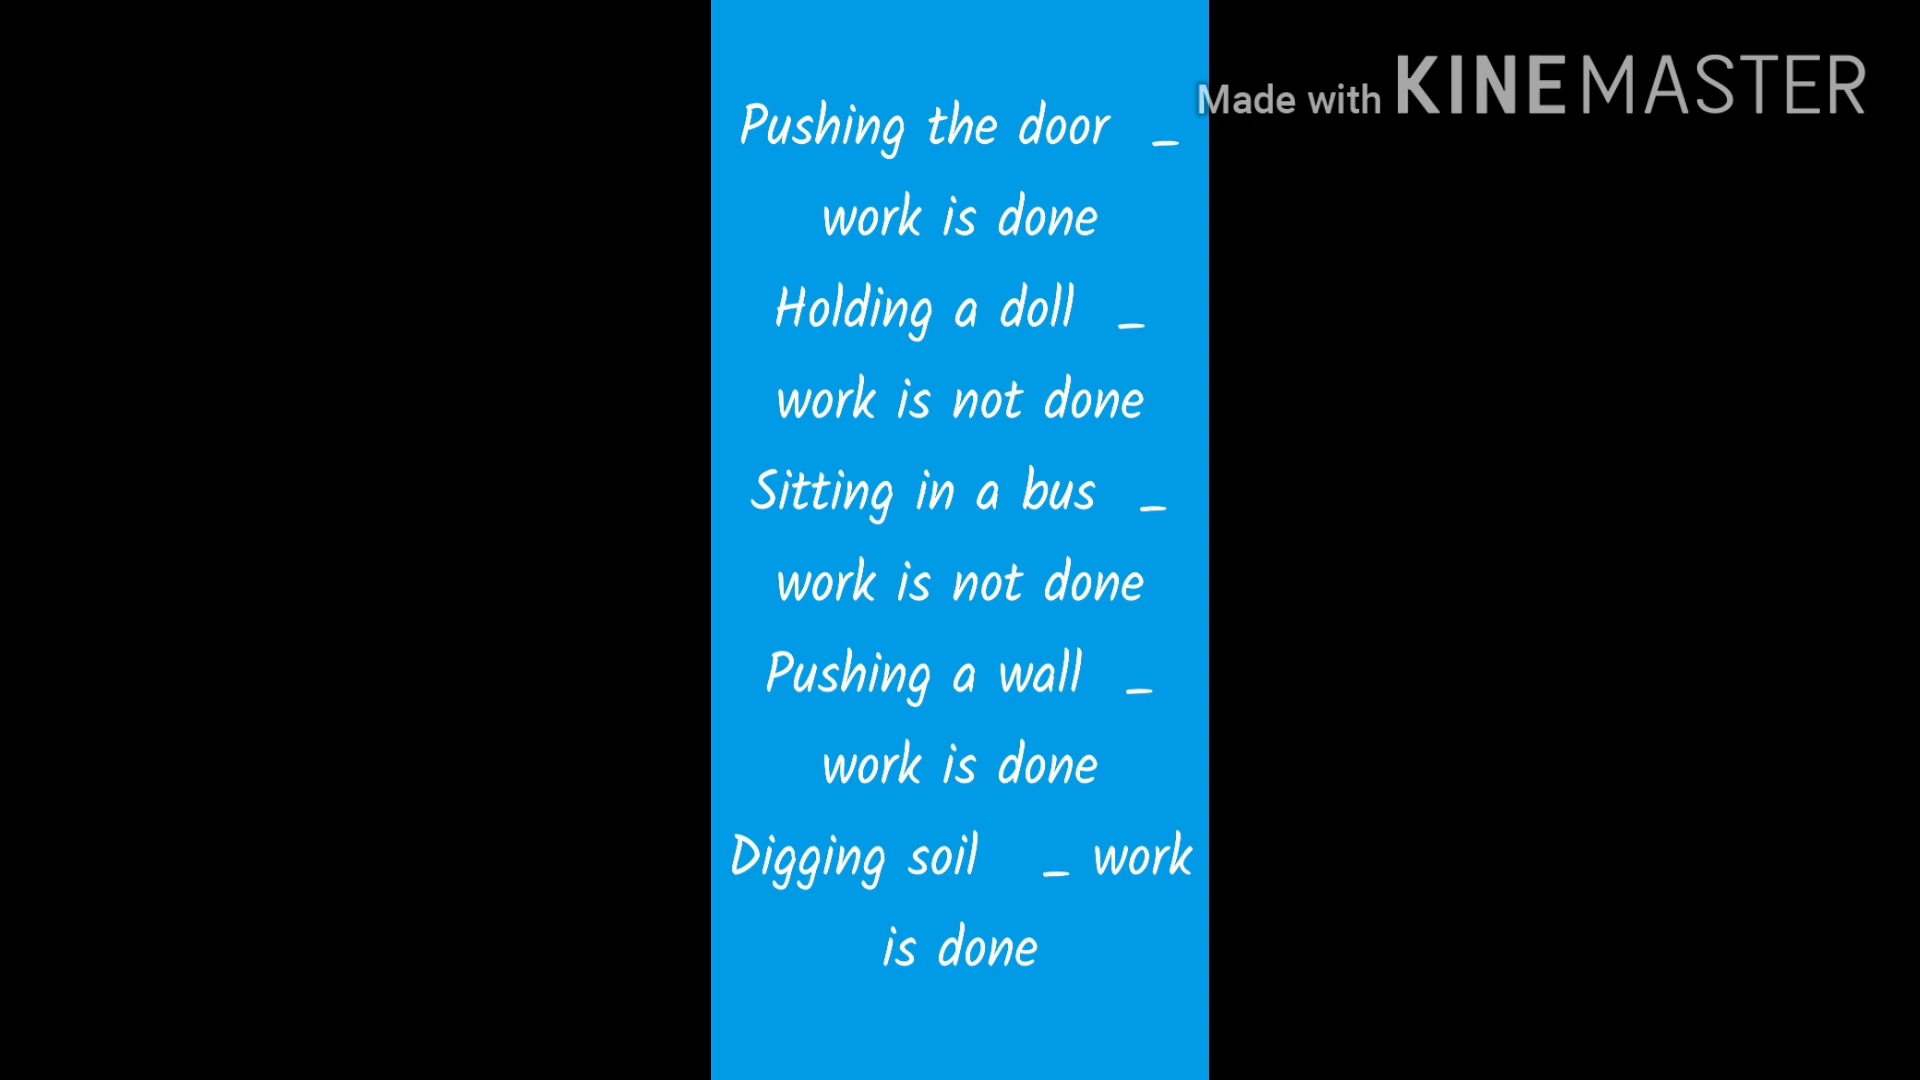 Made with KINEMASTER
Pushing the door _
work is done
Holding a doll _
work is not done
Sitting in a bus _
work is not done
Pushing a wall _
work is done
Digging soil _ work
is done